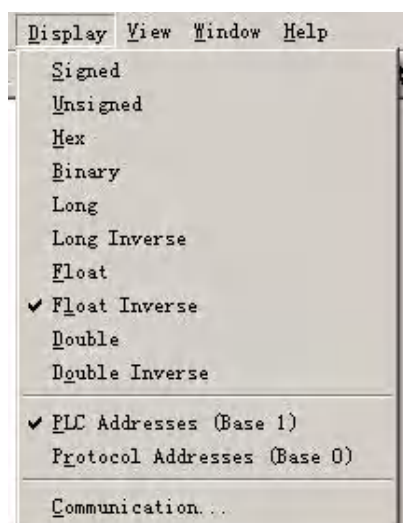 Display View Window Help
Signed
Unsigned
Hex
Binary
Long
Long Inverse
Float
✔ Float Inverse
Double
Double Inverse
✔ PLC Addresses (Base 1)
Protocol Addresses (Base 0)
Communication...